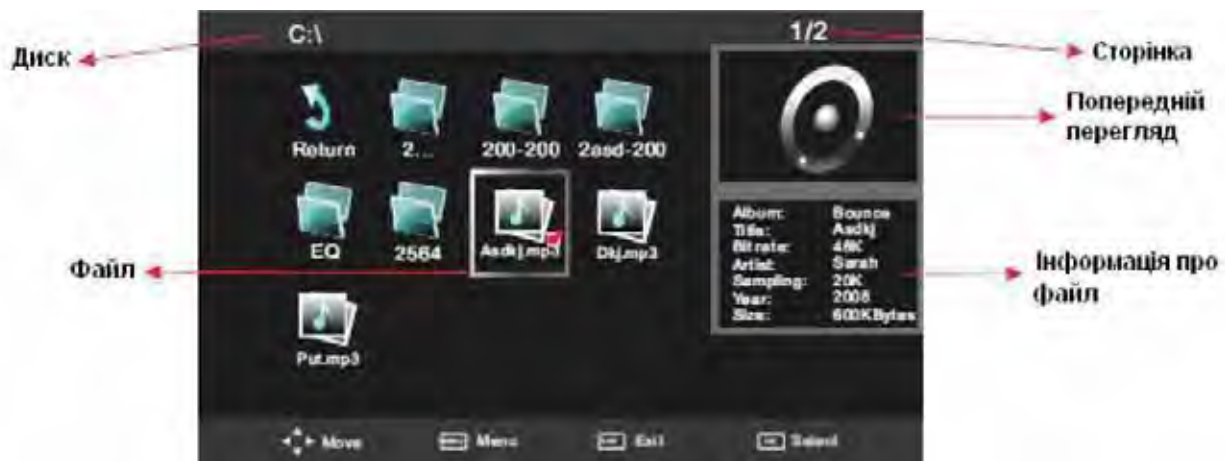 Диск
C:\
1/2
Сторінка
Попередній
перегляд
Return
2...
200-200
2asd-200
EQ
2564
Asdkj.mp3
Dkj.mp3
Файл
Put.mp3
Album: Bounce
Title: Asdkj
Bit rate: 48K
Artist: Sarah
Sampling: 20K
Year: 2008
Size: 600KBytes
Інформація про
файл
Move
Menu
Exit
Select